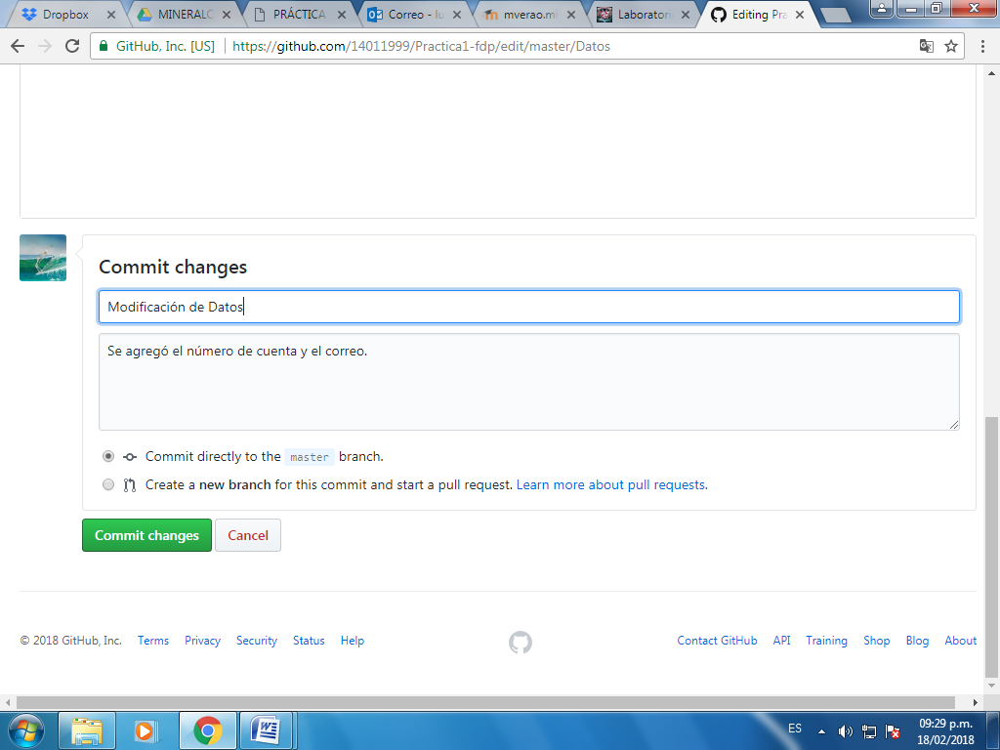 Dropbox
MINERALC
PRÁCTICA
Correo - lu
mverao.mi
Laboratori
Editing Pra
GitHub, Inc. [US]
https://github.com/14011999/Practica1-fdp/edit/master/Datos
Commit changes
Modificación de Datos
Se agregó el número de cuenta y el correo.
Commit directly to the master branch.
Create a new branch for this commit and start a pull request. Learn more about pull requests.
Commit changes
Cancel
© 2018 GitHub, Inc. Terms Privacy Security Status Help
Contact GitHub API Training Shop Blog About
ES
09:29 p.m.
18/02/2018